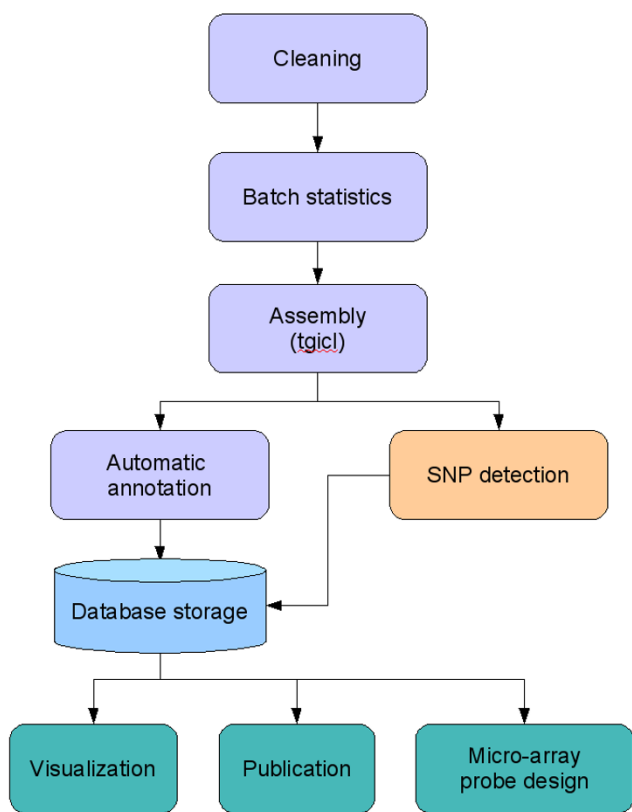 Cleaning
Batch statistics
Assembly
(tgicl)
Automatic
annotation
SNP detection
Database storage
Visualization
Publication
Micro-array
probe design